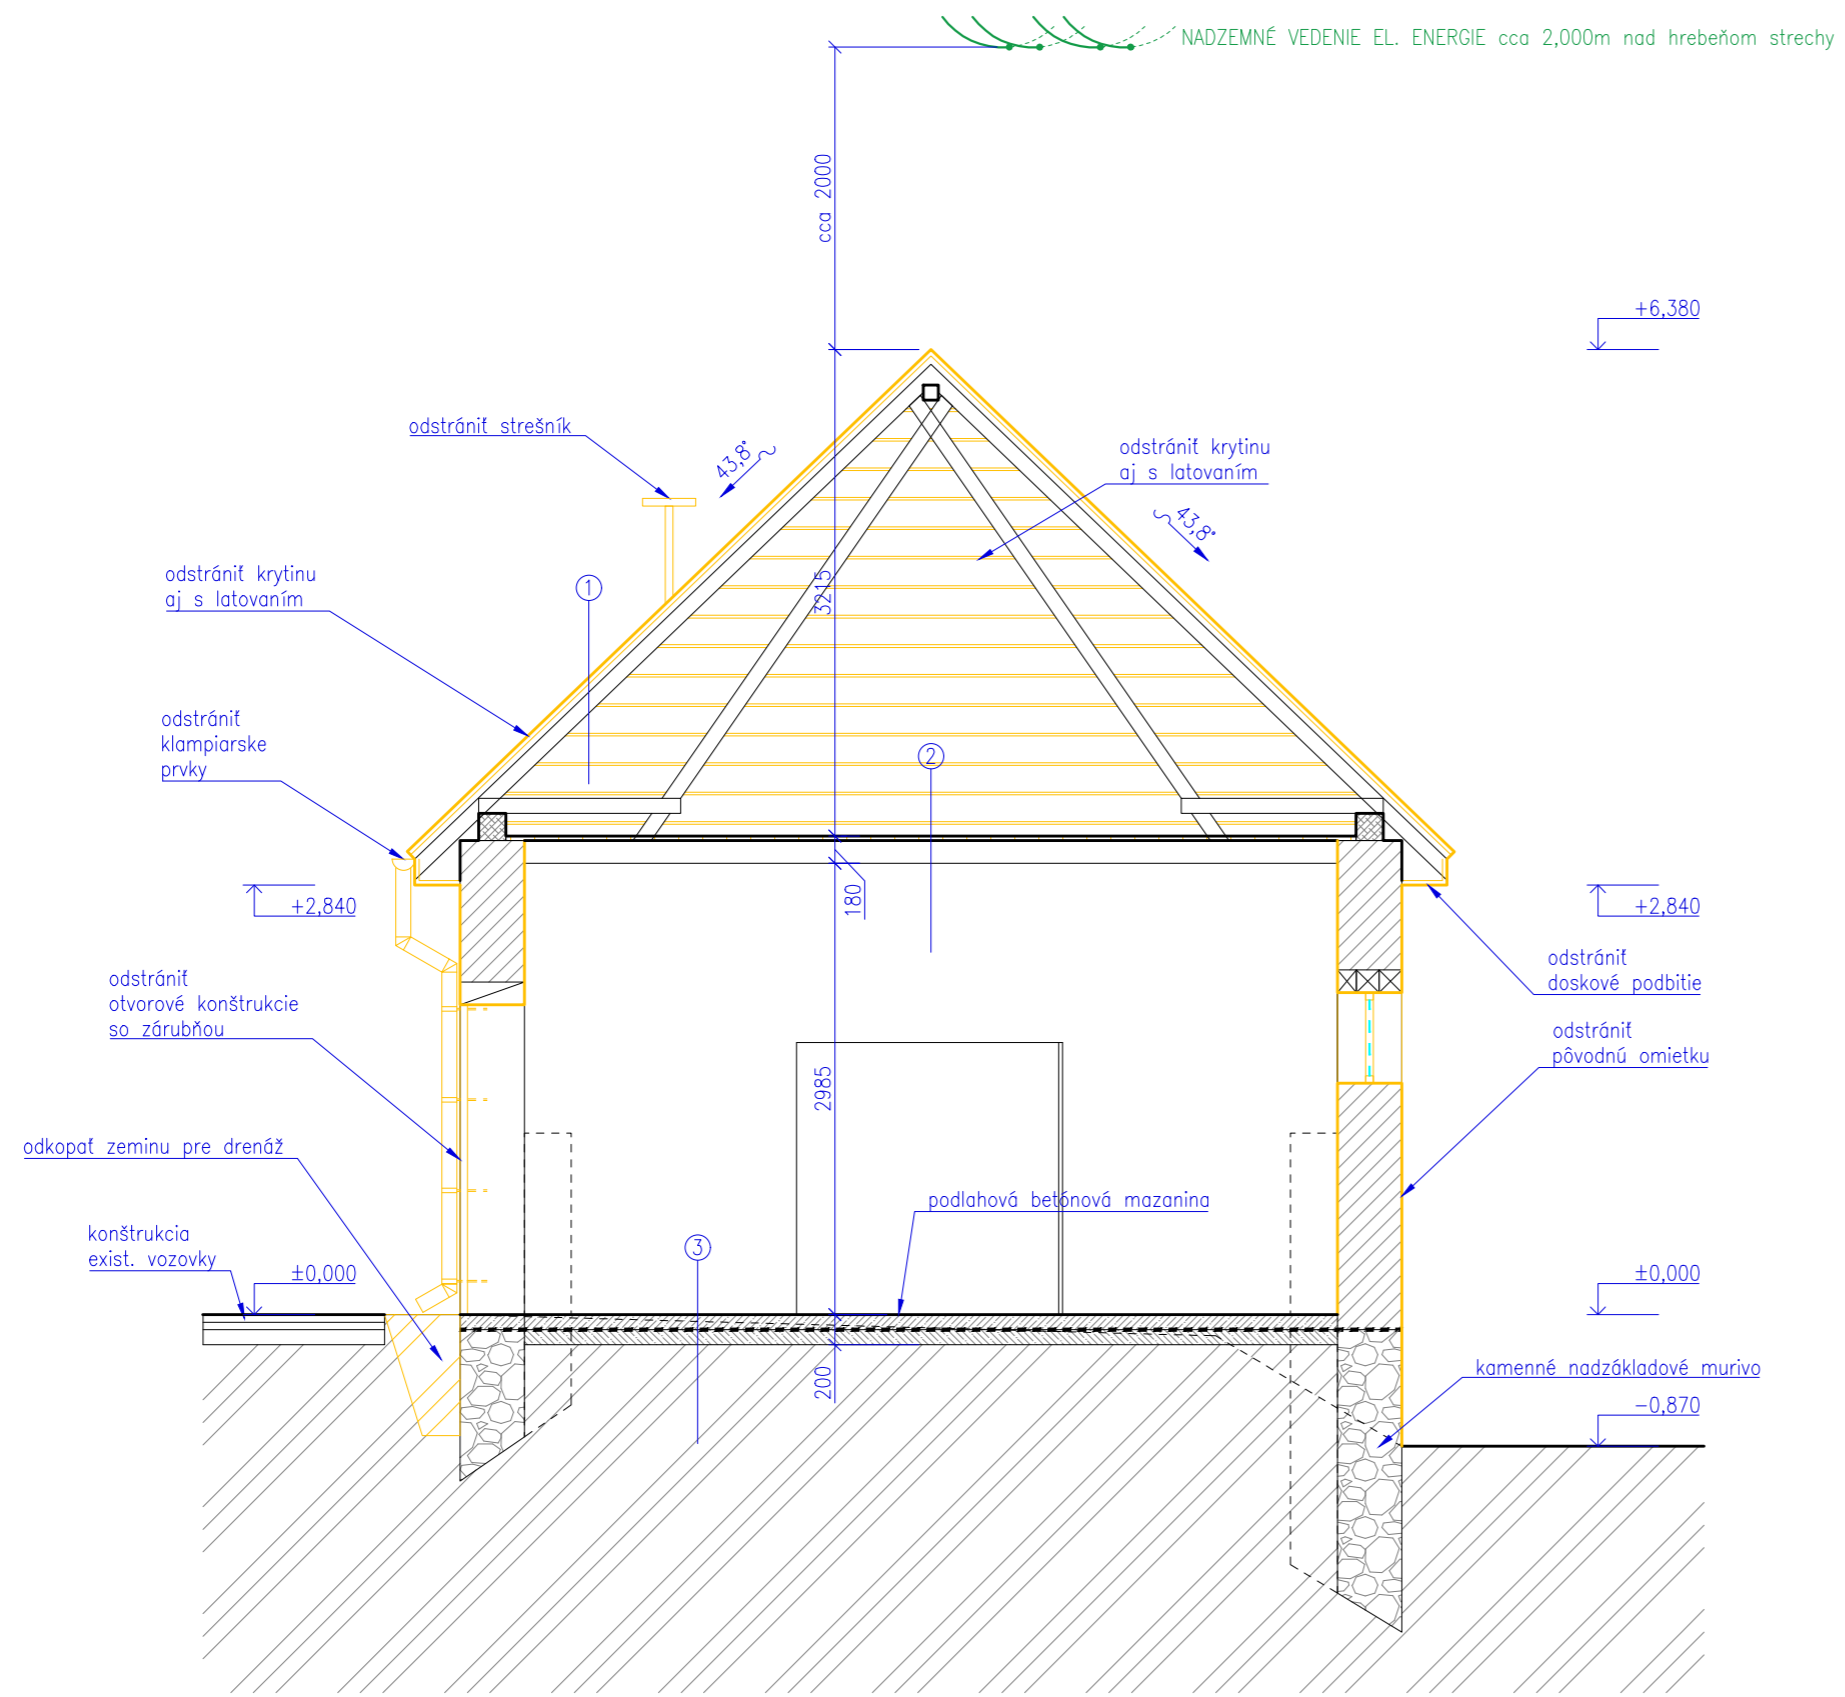 NADZEMNÉ VEDENIE EL. ENERGIE cca 2,000m nad hrebeňom strechy
cca 2000
+6,380
odstrániť strešník
43,8°
odstrániť krytinu
aj s latovaním
43,8°
odstrániť krytinu
aj s latovaním
1
3215
odstrániť
klampiarske
prvky
2
+2,840
180
+2,840
odstrániť
doskové podbitie
odstrániť
otvorové konštrukcie
so zárubňou
odstrániť
pôvodnú omietku
2985
odkopať zeminu pre drenáž
podlahová betónová mazanina
konštrukcia
exist. vozovky
±0,000
3
±0,000
200
kamenné nadzákladové murivo
-0,870